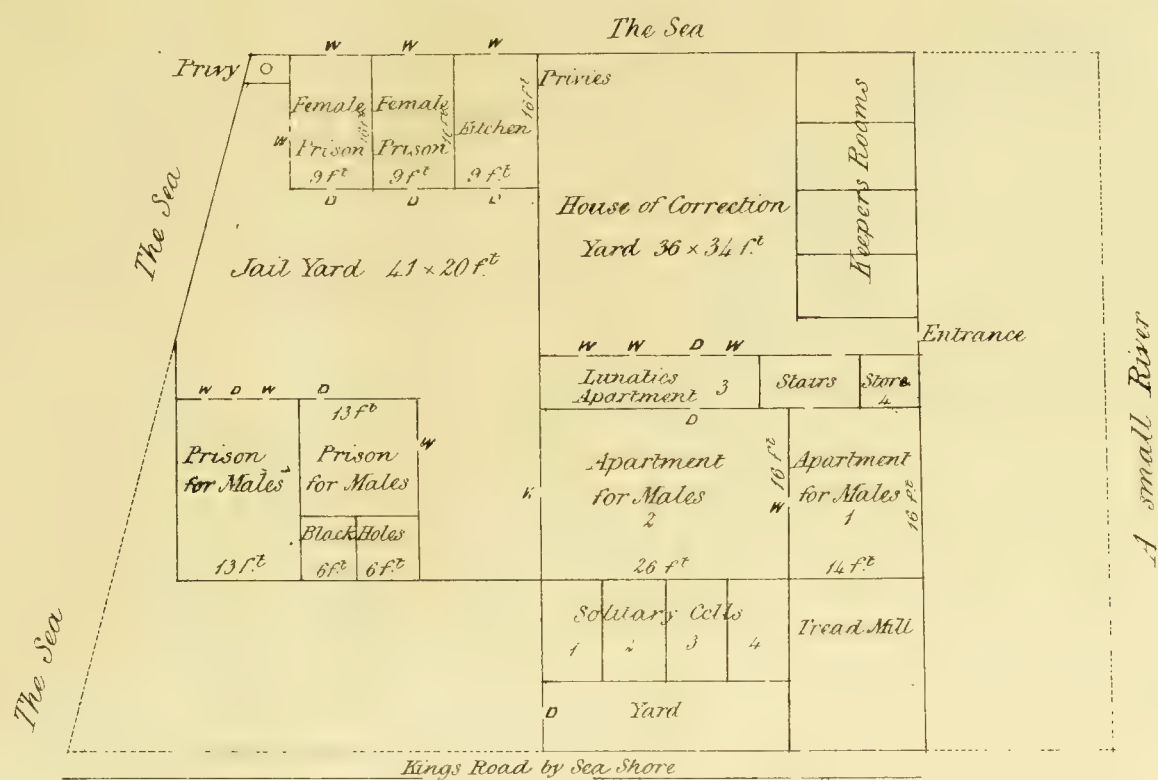 The Sea
W W W
Privy
Privies
Female
Prison
16 ft
9 ft
Female
Prison
16 ft
9 ft
Kitchen
16 ft
9 ft
W
D D D
The Sea
Jail Yard 41 × 20 f.t
House of Correction
Yard 36 × 34 f.t
Keepers Rooms
Entrance
A small River
W W D W
Lunatics
Apartment 3
Stairs
Store
4
W D W D
13 ft
Prison
for Males
13 ft
Prison
for Males
W
Black Holes
6 ft 6 f.t
D
W
Apartment
for Males
2
16 ft
W
26 ft
Apartment
for Males
1
16 ft
14 ft
Solitary Cells
1 2 3 4
Tread Mill
D
Yard
The Sea
Kings Road by Sea Shore